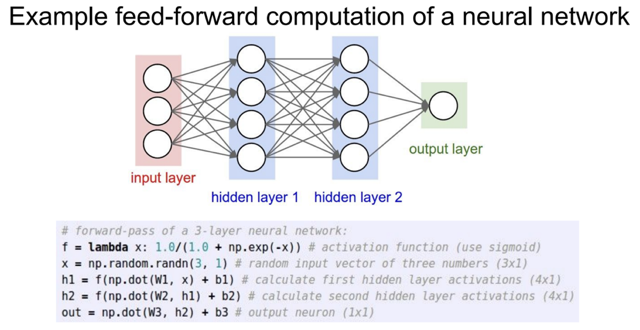 Example feed-forward computation of a neural network
input layer
hidden layer 1
hidden layer 2
output layer
# forward-pass of a 3-layer neural network:
f = lambda x: 1.0/(1.0 + np.exp(-x)) # activation function (use sigmoid)
x = np.random.randn(3, 1) # random input vector of three numbers (3x1)
h1 = f(np.dot(W1, x) + b1) # calculate first hidden layer activations (4x1)
h2 = f(np.dot(W2, h1) + b2) # calculate second hidden layer activations (4x1)
out = np.dot(W3, h2) + b3 # output neuron (1x1)